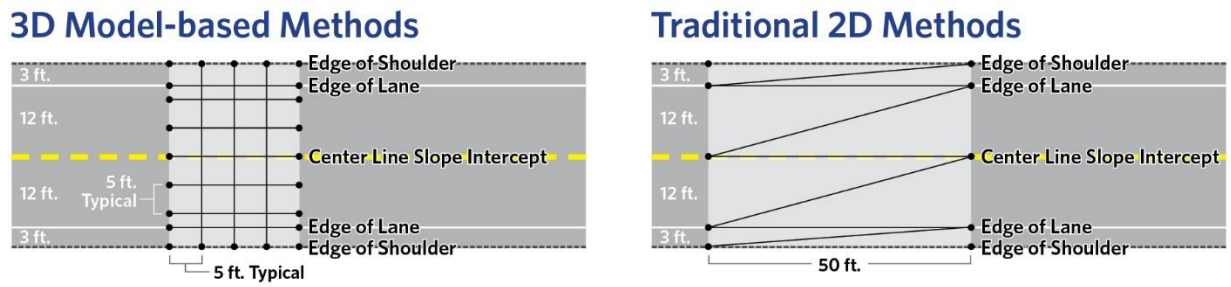 3D Model-based Methods
3 ft.
Edge of Shoulder
Edge of Lane
12 ft.
Center Line Slope Intercept
5 ft.
Typical
12 ft.
Edge of Lane
3 ft.
Edge of Shoulder
5 ft. Typical
Traditional 2D Methods
3 ft.
Edge of Shoulder
Edge of Lane
12 ft.
Center Line Slope Intercept
12 ft.
Edge of Lane
3 ft.
Edge of Shoulder
50 ft.